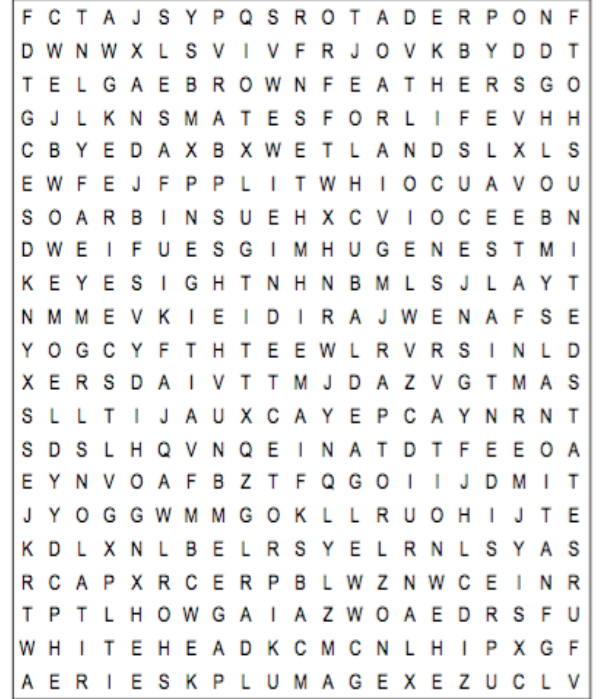 F C T A J S Y P Q S R O T A D E R P O N F
D W N W X L S V I V F R J O V K B Y D D T
T E L G A E B R O W N F E A T H E R S G O
G J L K N S M A T E S F O R L I F E V H H
C B Y E D A X B X W E T L A N D S L X L S
E W F E J F P P L I T W H I O C U A V O U
S O A R B I N S U E H X C V I O C E E B N
D W E I F U E S G I M H U G E N E S T M I
K E Y E S I G H T N H N B M L S J L A Y T
N M M E V K I E I D I R A J W E N A F S E
Y O G C Y F T H T E E W L R V R S I N L D
X E R S D A I V T T M J D A Z V G T M A S
S L L T I J A U X C A Y E P C A Y N R N T
S D S L H Q V N Q E I N A T D T F E E O A
E Y N V O A F B Z T F Q G O I I J D M I T
J Y O G G W M M G O K L L R U O H I J T E
K D L X N L B E L R S Y E L R N L S Y A S
R C A P X R C E R P B L W Z N W C E I N R
T P T L H O W G A I A Z W O A E D R S F U
W H I T E H E A D K C M C N L H I P X G F
A E R I E S K P L U M A G E X E Z U C L V